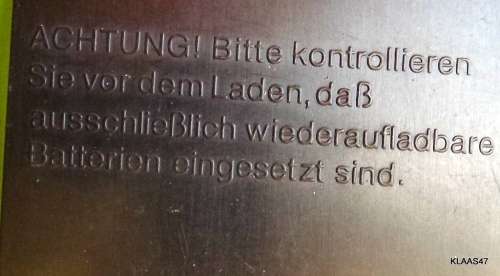 ACHTUNG! Bitte kontrollieren
Sie vor dem Laden, daß
ausschließlich wiederaufladbare
Batterien eingesetzt sind.
KLAAS47